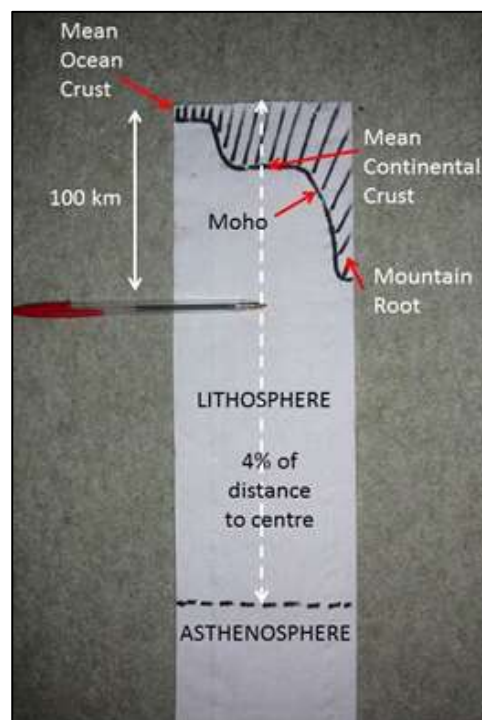 Mean
Ocean
Crust
100 km
Mean
Continental
Crust
Moho
Mountain
Root
LITHOSPHERE
4% of
distance
to centre
ASTHENOSPHERE